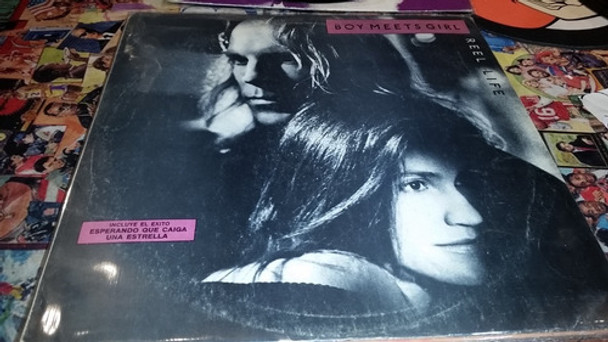 BOY MEETS GIRL
REEL LIFE
INCLUYE EL EXITO
ESPERANDO QUE CAIGA
UNA ESTRELLA